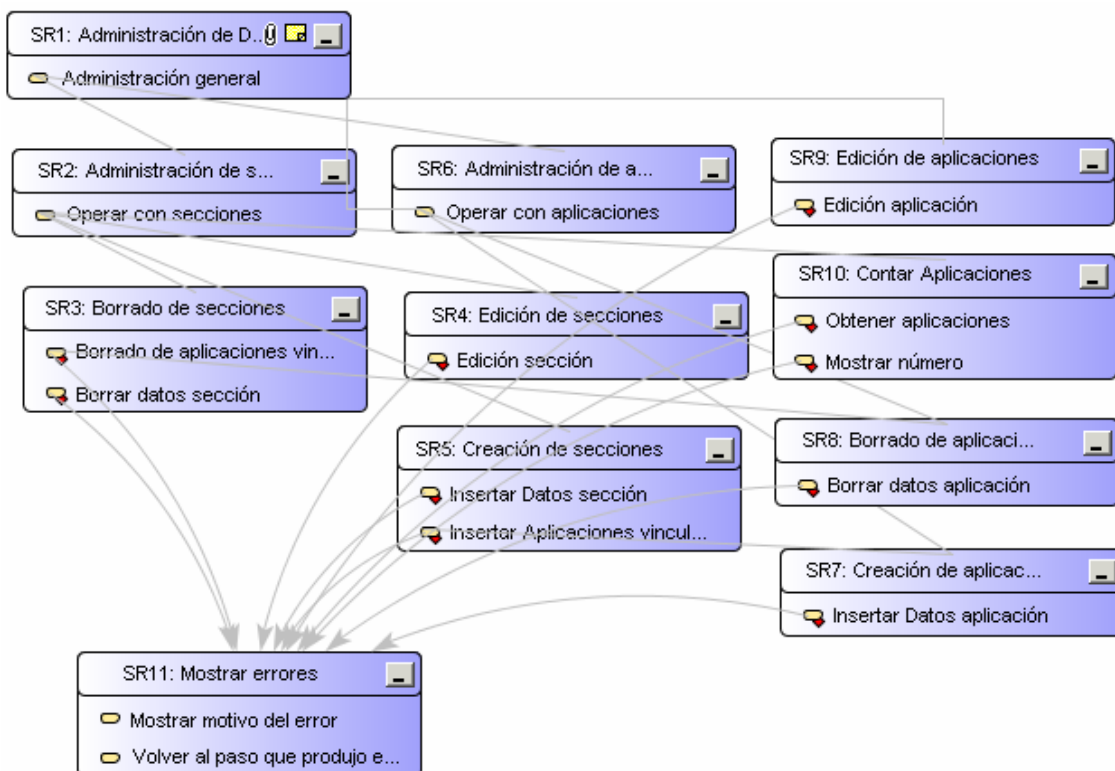 SR1: Administración de D...
Administración general
SR2: Administración de s...
Operar con secciones
SR6: Administración de a...
Operar con aplicaciones
SR9: Edición de aplicaciones
Edición aplicación
SR3: Borrado de secciones
Borrado de aplicaciones vin...
Borrar datos sección
SR4: Edición de secciones
Edición sección
SR10: Contar Aplicaciones
Obtener aplicaciones
Mostrar número
SR5: Creación de secciones
Insertar Datos sección
Insertar Aplicaciones vincul...
SR8: Borrado de aplicaci...
Borrar datos aplicación
SR7: Creación de aplicac...
Insertar Datos aplicación
SR11: Mostrar errores
Mostrar motivo del error
Volver al paso que produjo e...